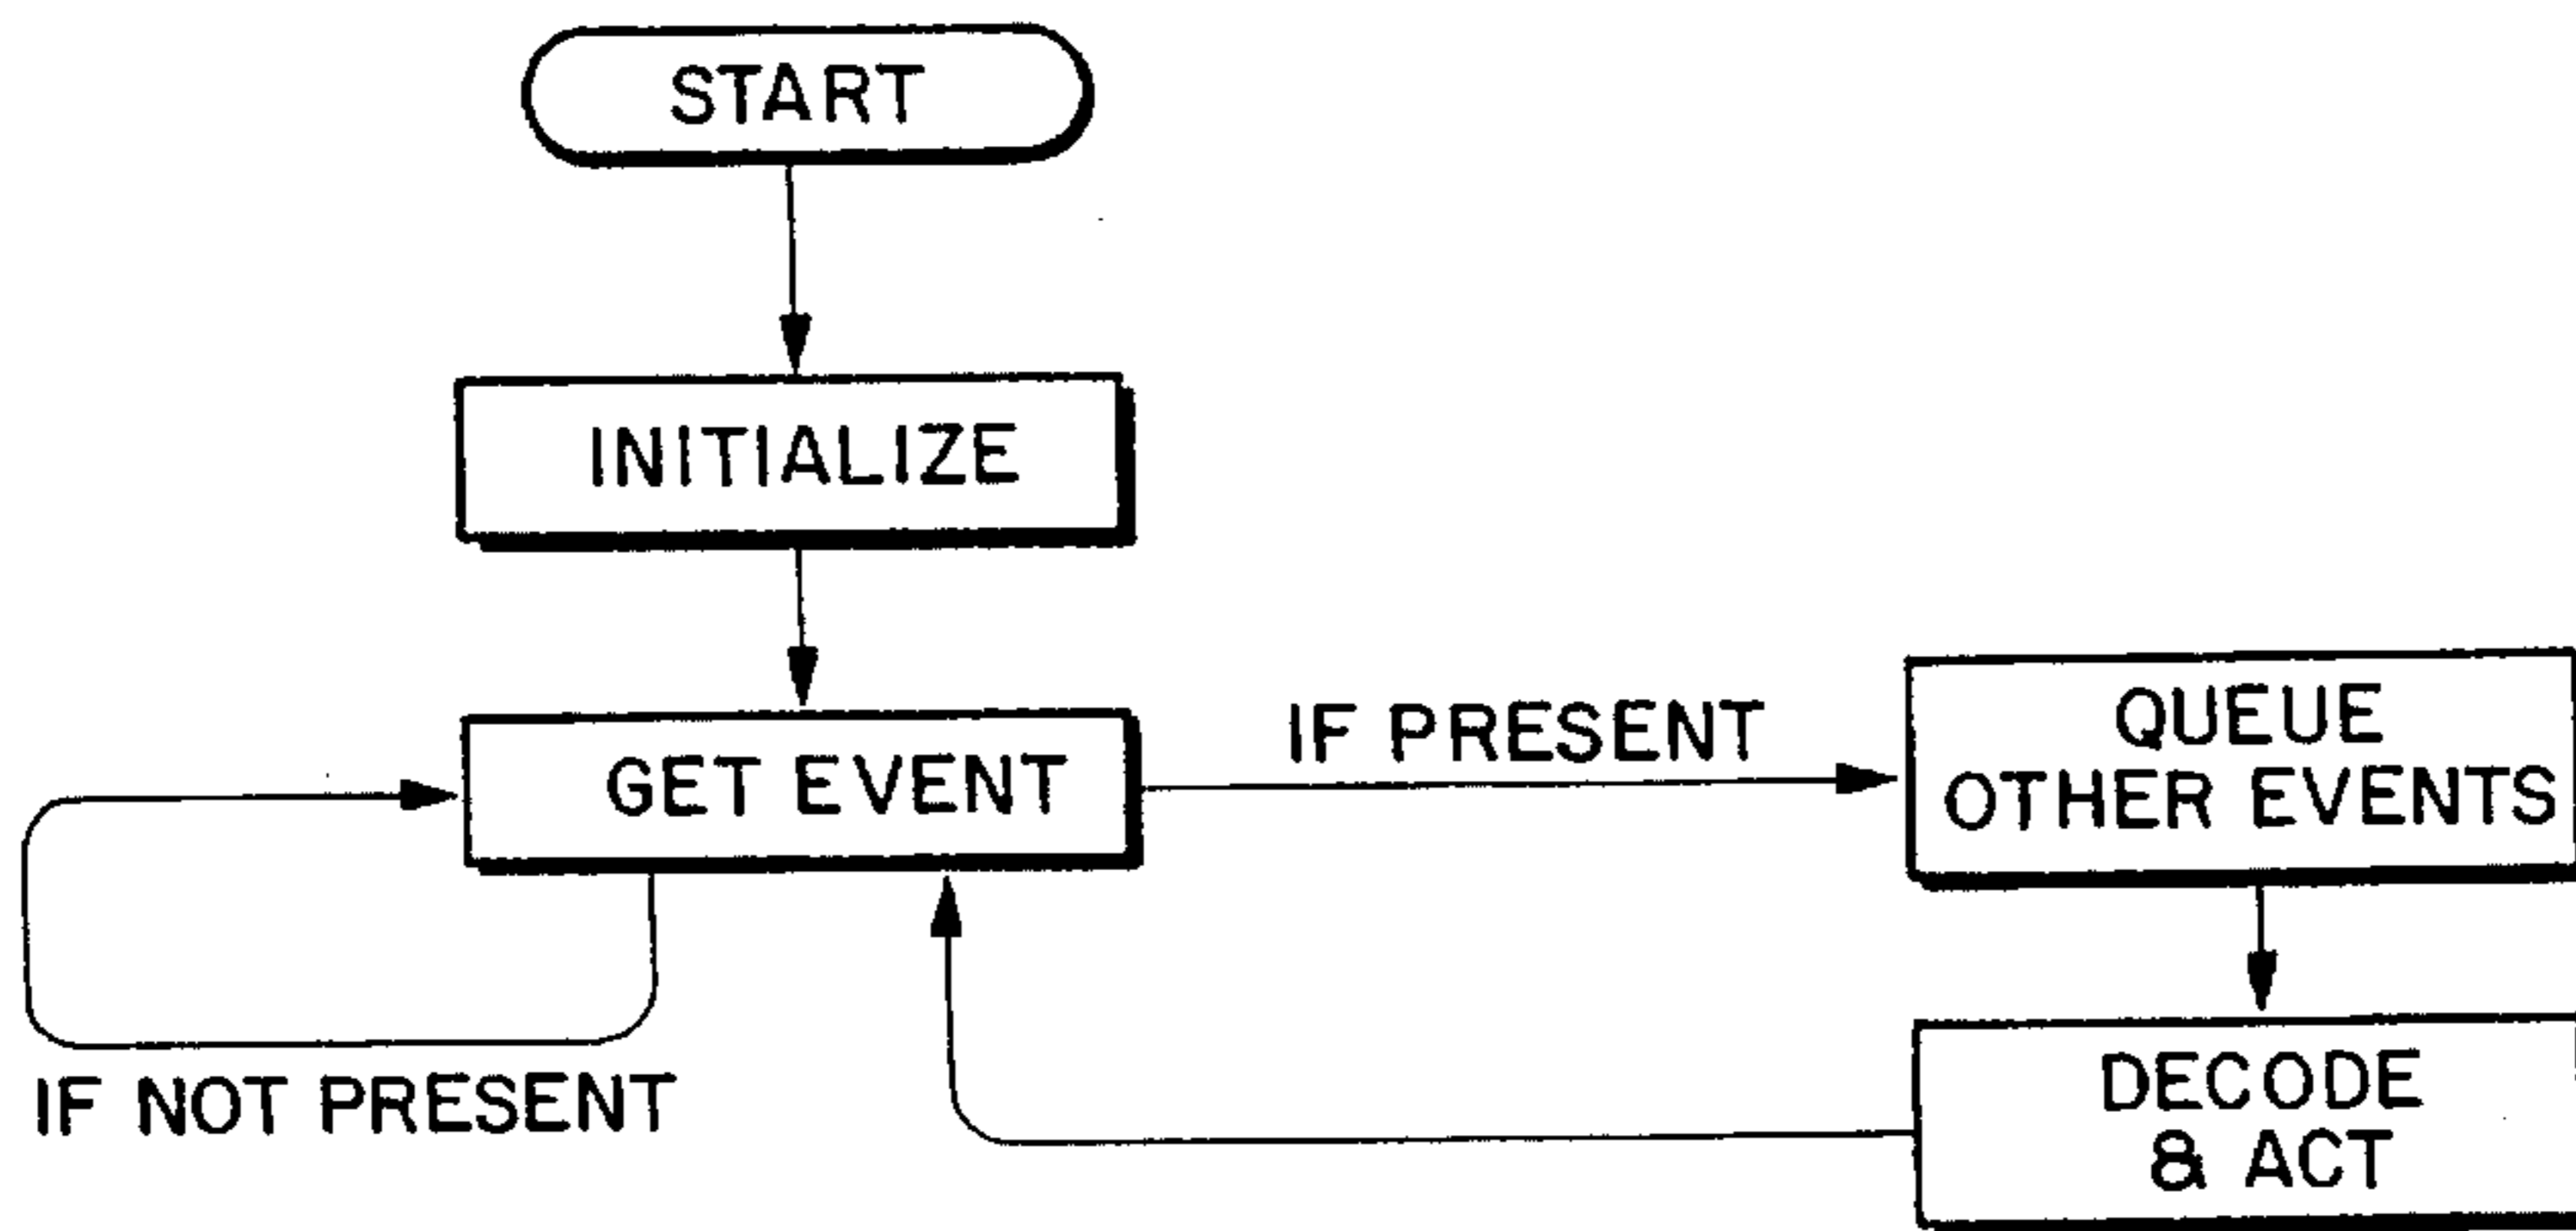 START
INITIALIZE
GET EVENT
IF PRESENT
QUEUE
OTHER EVENTS
IF NOT PRESENT
DECODE
& ACT